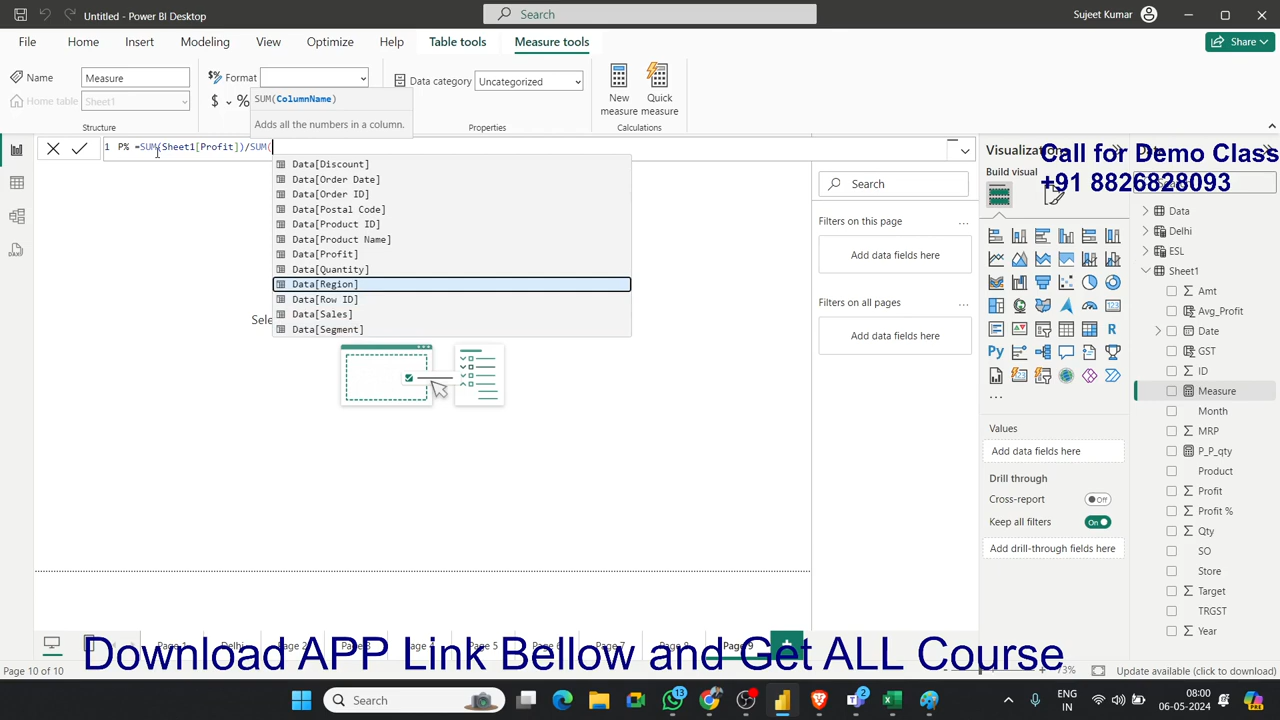 Untitled - Power BI Desktop
Search
Sujeet Kumar
File
Home
Insert
Modeling
View
Optimize
Help
Table tools
Measure tools
Share
Name
Measure
Home table
Sheet1
Structure
Format
$
%
SUM(ColumnName)
Adds all the numbers in a column.
Data category
Uncategorized
Properties
New measure
Quick measure
Calculations
1 P% =SUM(Sheet1[Profit])/SUM(
Data[Discount]
Data[Order Date]
Data[Order ID]
Data[Postal Code]
Data[Product ID]
Data[Product Name]
Data[Profit]
Data[Quantity]
Data[Region]
Data[Row ID]
Data[Sales]
Data[Segment]
Sele
Search
Filters on this page
...
Add data fields here
Filters on all pages
...
Add data fields here
Call for Demo Class
+91 8826828093
Build visual
Values
Add data fields here
Drill through
Cross-report
Off
Keep all filters
On
Add drill-through fields here
Data
Delhi
ESL
Sheet1
Amt
Avg_Profit
Date
GST
ID
Measure
Month
MRP
P_P_qty
Product
Profit
Profit %
Qty
SO
Store
Target
TRGST
Year
Page 9
Download APP Link Bellow and Get ALL Course
Page 10 of 10
73%
Update available (click to download)
Search
13
2
ENG
IN
08:00
06-05-2024